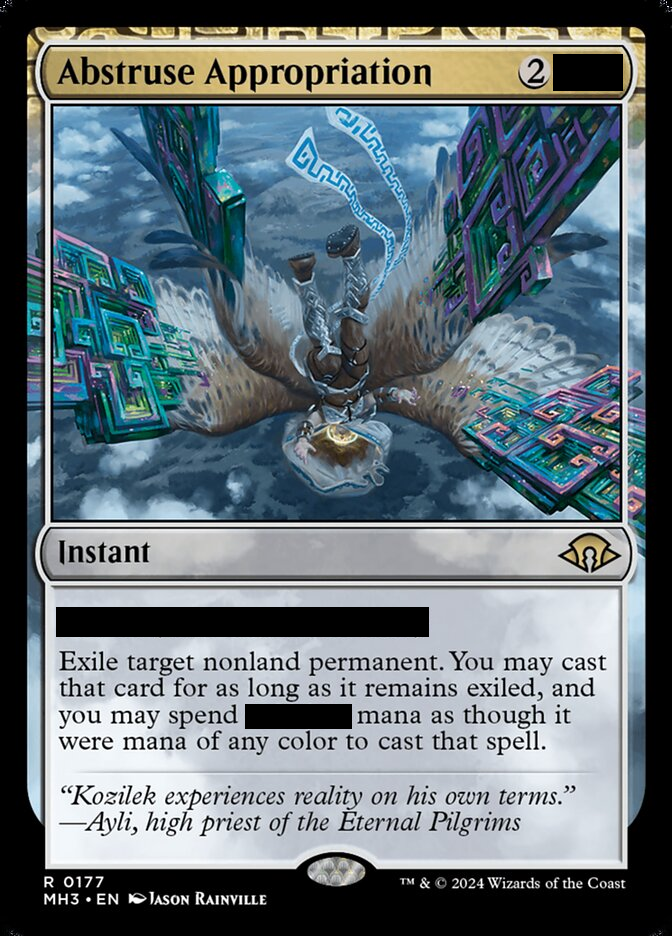 Abstruse Appropriation 2
Instant
Exile target nonland permanent. You may cast
that card for as long as it remains exiled, and
you may spend mana as though it
were mana of any color to cast that spell.
“Kozilek experiences reality on his own terms.”
—Ayli, high priest of the Eternal Pilgrims
R 0177
MH3 • EN Jason Rainville
™ & © 2024 Wizards of the Coast